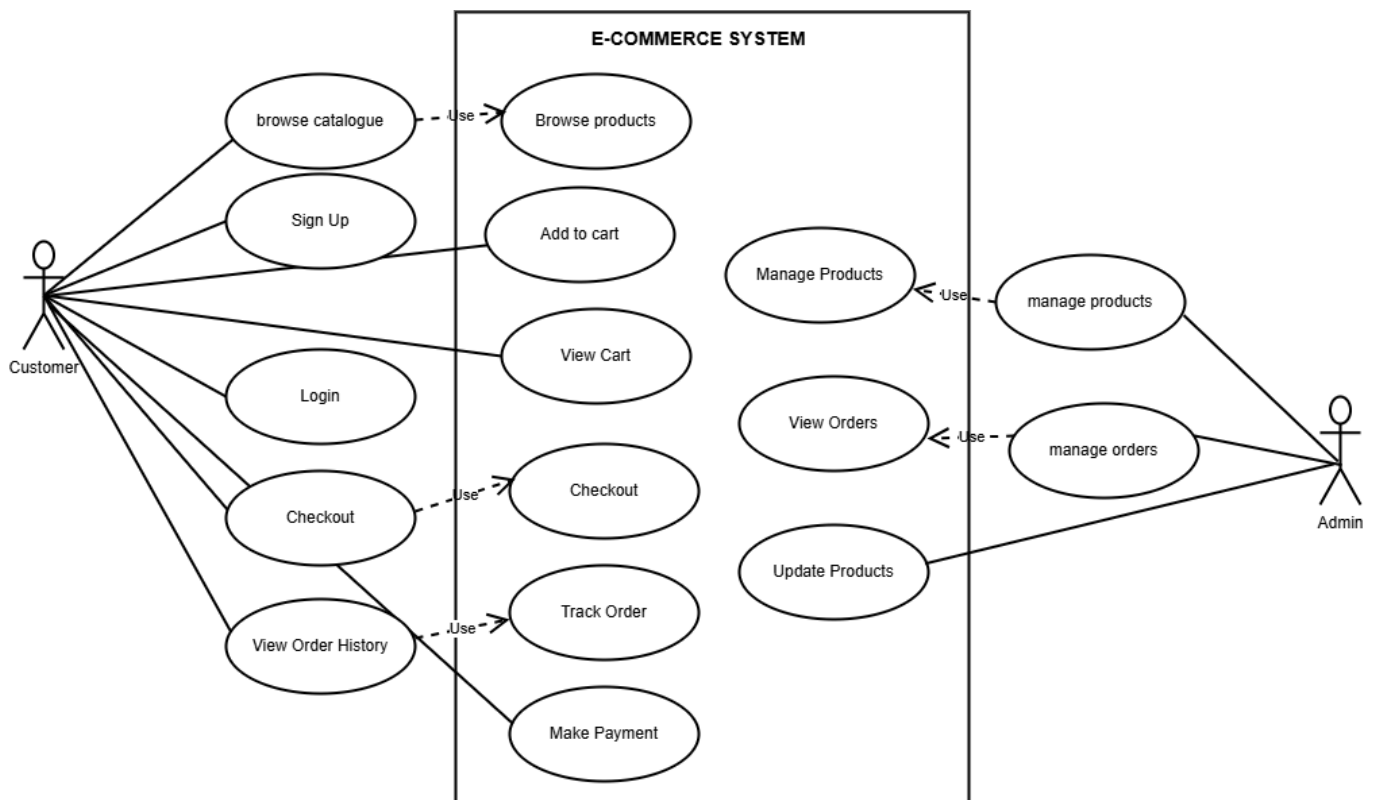 E-COMMERCE SYSTEM
browse catalogue
Use
Browse products
Sign Up
Add to cart
Manage Products
Use
manage products
View Cart
Customer
Login
View Orders
Use
manage orders
Checkout
Use
Checkout
Admin
Update Products
View Order History
Use
Track Order
Make Payment